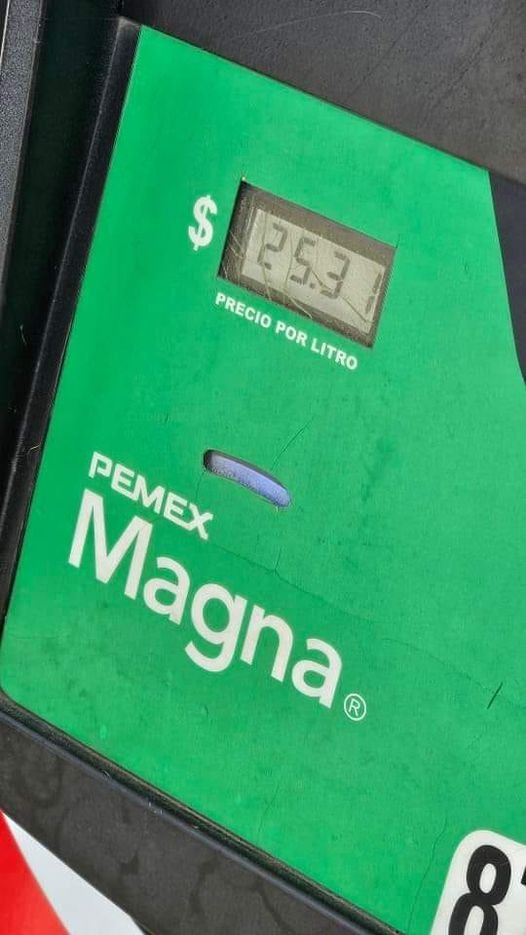 $ 25.31
PRECIO POR LITRO
PEMEX
Magna®